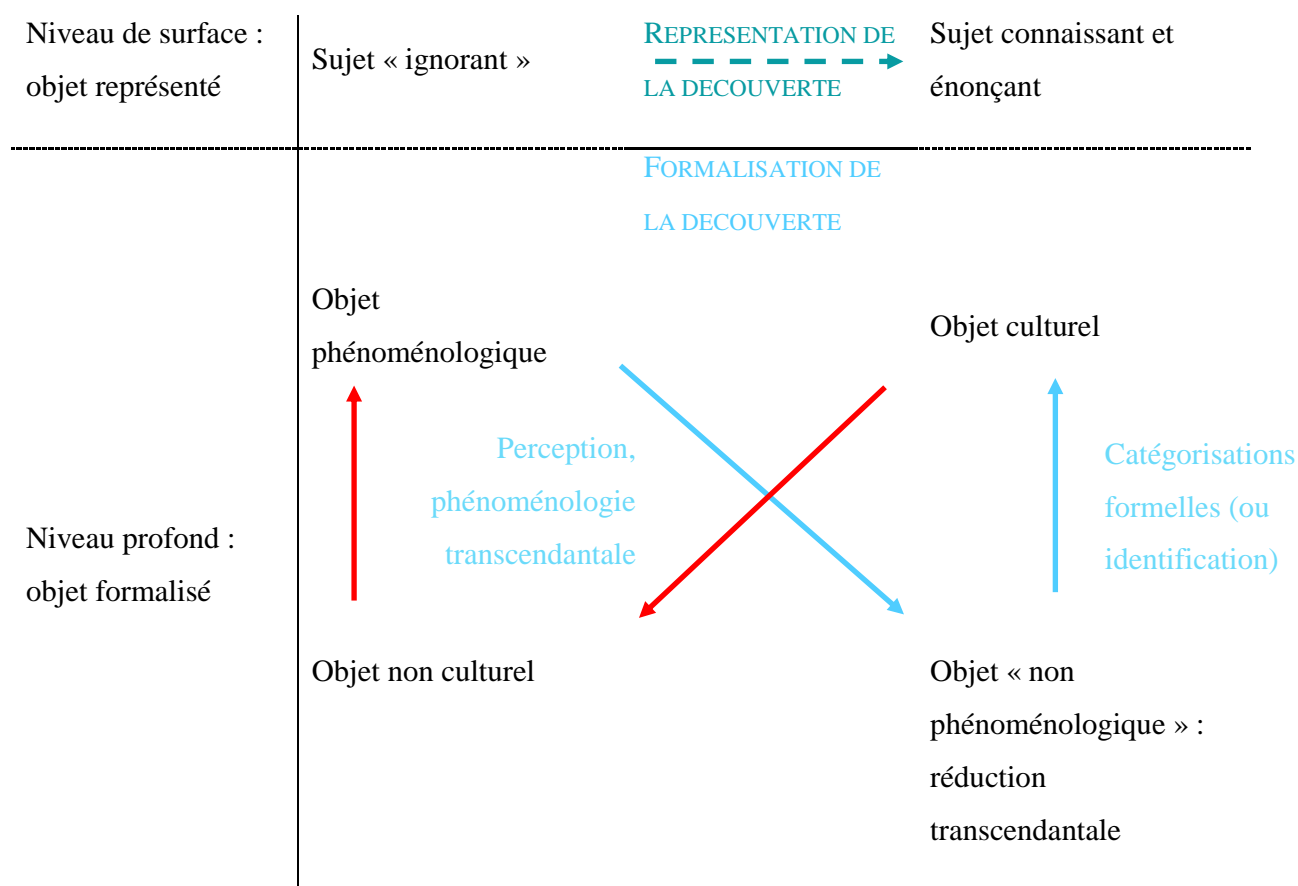 Niveau de surface :
objet représenté
Sujet « ignorant »
REPRESENTATION DE
LA DECOUVERTE
Sujet connaissant et
énonçant
FORMALISATION DE
LA DECOUVERTE
Objet
phénoménologique
Objet culturel
Perception,
phénoménologie
transcendantale
Catégorisations
formelles (ou
identification)
Niveau profond :
objet formalisé
Objet non culturel
Objet « non
phénoménologique » :
réduction
transcendantale